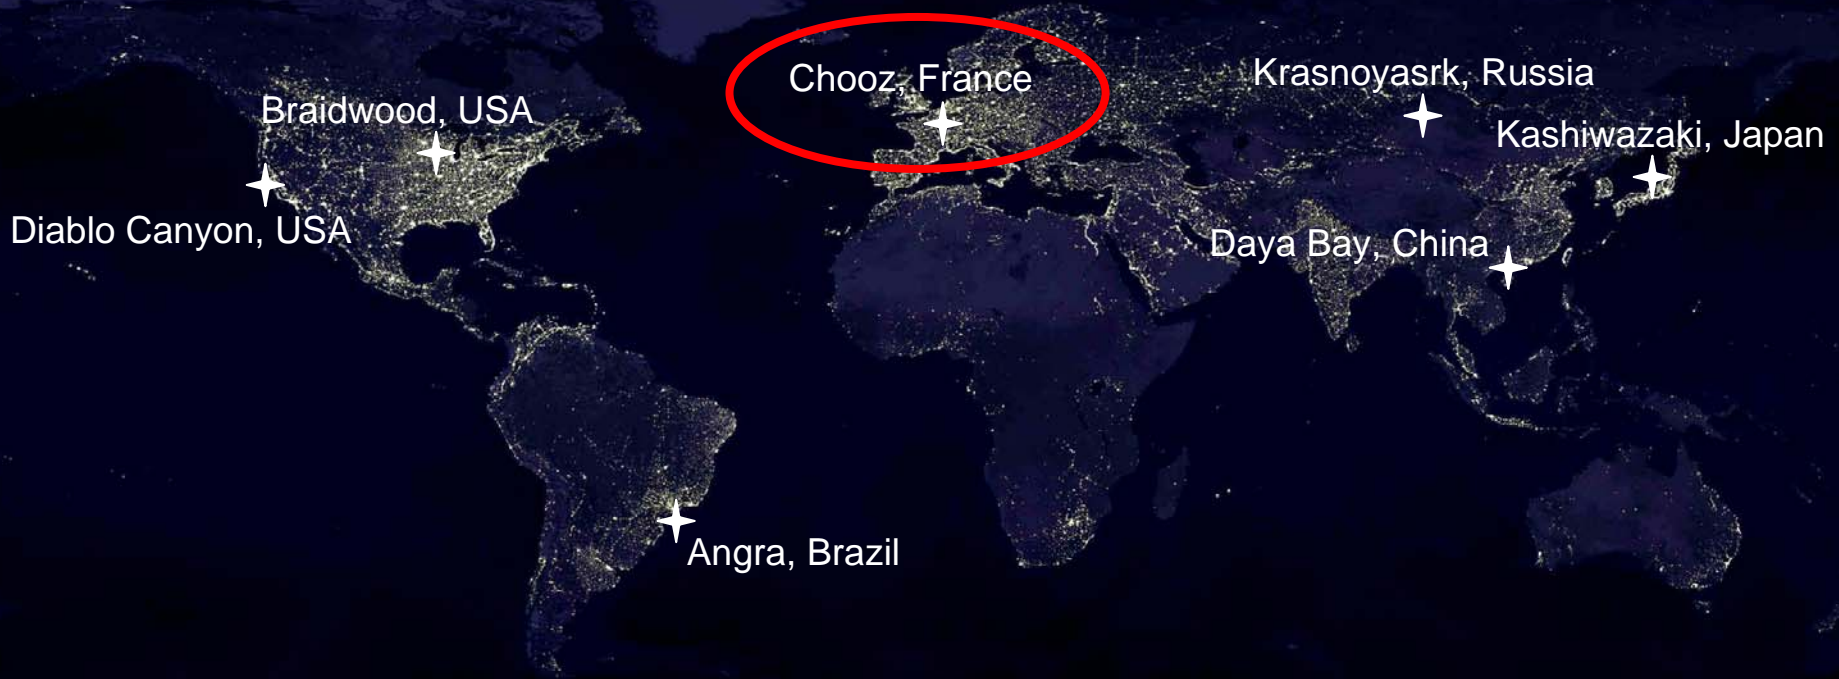 Chooz, France
Krasnoyasrk, Russia
Braidwood, USA
Kashiwazaki, Japan
Diablo Canyon, USA
Daya Bay, China
Angra, Brazil